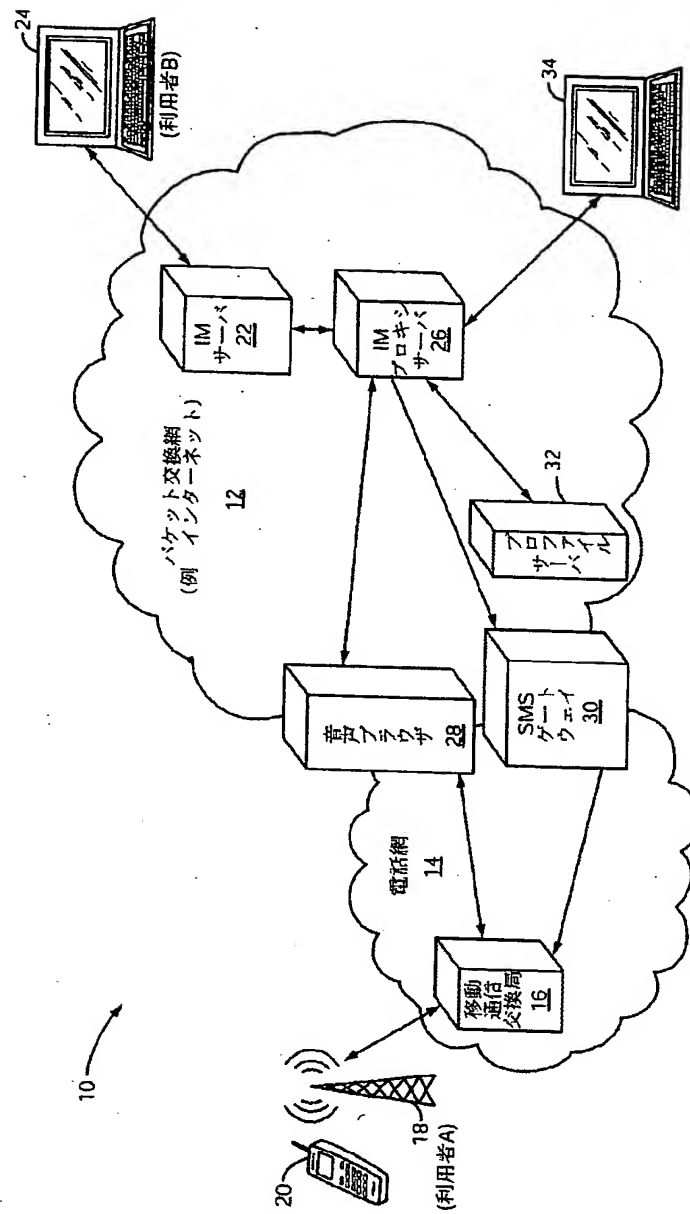 10
20
18
(利用者A)
移動
通信
交換局
16
電話網
14
音声ブラウザ
28
SMS
ゲート
ウェイ
30
パケット交換網
(例 インターネット)
12
32
プロファイル
サーバ
IM
サーバ
22
IM
プロキシ
サーバ
26
24
(利用者B)
34